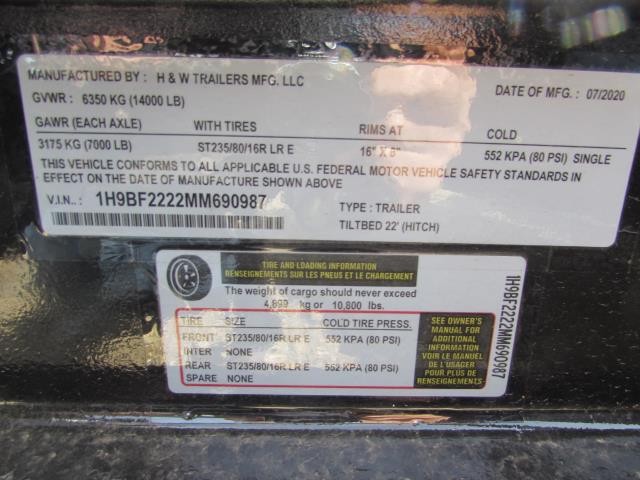 MANUFACTURED BY: H & W TRAILERS MFG. LLC DATE OF MFG. : 07/2020
GVWR : 6350 KG (14000 LB)
GAWR (EACH AXLE) WITH TIRES RIMS AT COLD
3175 KG (7000 LB) ST235/80/16R LR E 16" X 6" 552 KPA (80 PSI) SINGLE
THIS VEHICLE CONFORMS TO ALL APPLICABLE U.S. FEDERAL MOTOR VEHICLE SAFETY STANDARDS IN
EFFECT ON THE DATE OF MANUFACTURE SHOWN ABOVE
V.I.N.. : 1H9BF2222MM690987 TYPE : TRAILER
TILTBED 22' (HITCH)
TIRE AND LOADING INFORMATION
RENSEIGNEMENTS SUR LES PNEUS ET LE CHARGEMENT
The weight of cargo should never exceed
4,899 kg or 10,800 lbs.
TIRE SIZE COLD TIRE PRESS.
FRONT ST235/80/16R LR E 552 KPA (80 PSI)
INTER NONE
REAR ST235/80/16R LR E 552 KPA (80 PSI)
SPARE NONE
SEE OWNER'S
MANUAL FOR
ADDITIONAL
INFORMATION
VOIR LE MANUEL
DE L'USAGER
POUR PLUS DE
RENSEIGNEMENTS
1H9BF2222MM690987